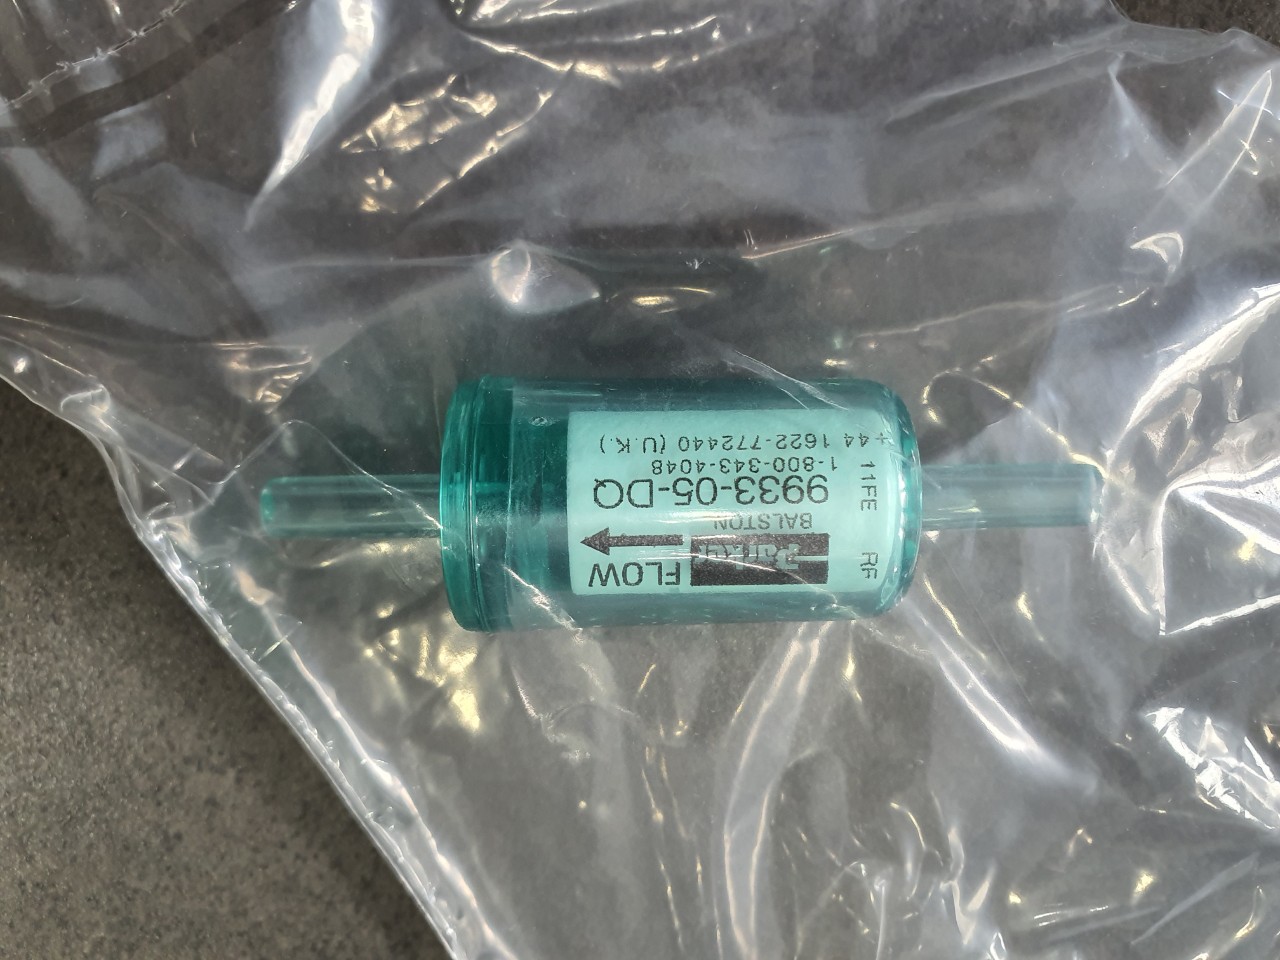 FLOW
Parker
BALSTON
9933-05-DQ
1-800-343-4048
+44 1622-772440 (U.K.)
11FE RF